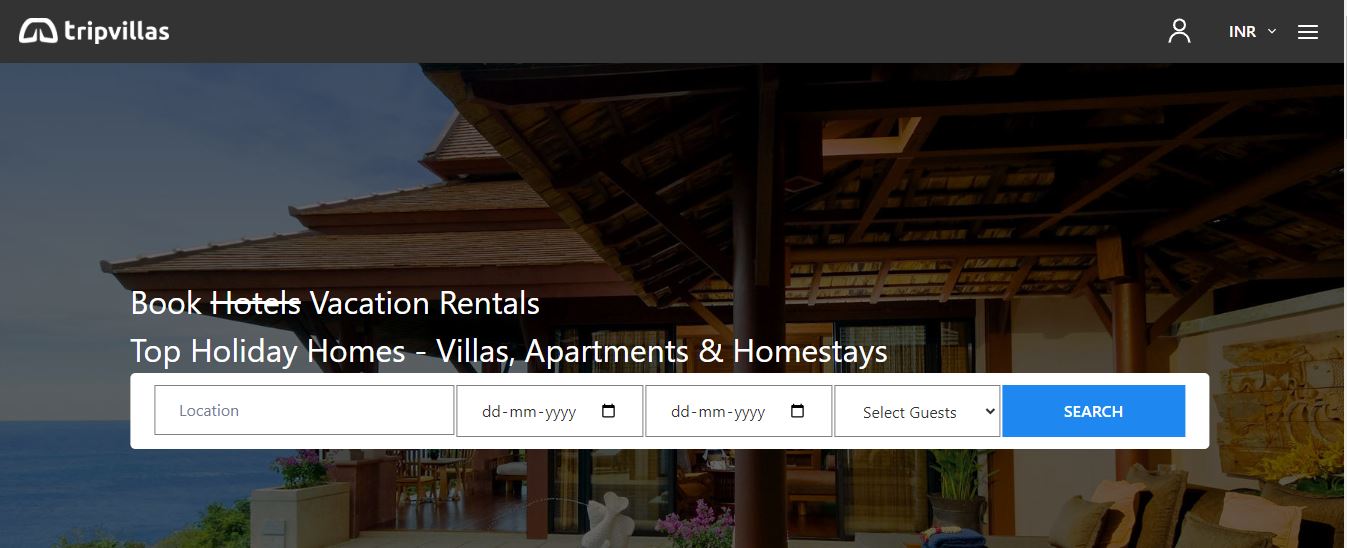 tripvillas
INR
Book Hotels Vacation Rentals
Top Holiday Homes - Villas, Apartments & Homestays
Location
dd-mm-yyyy
dd-mm-yyyy
Select Guests
SEARCH